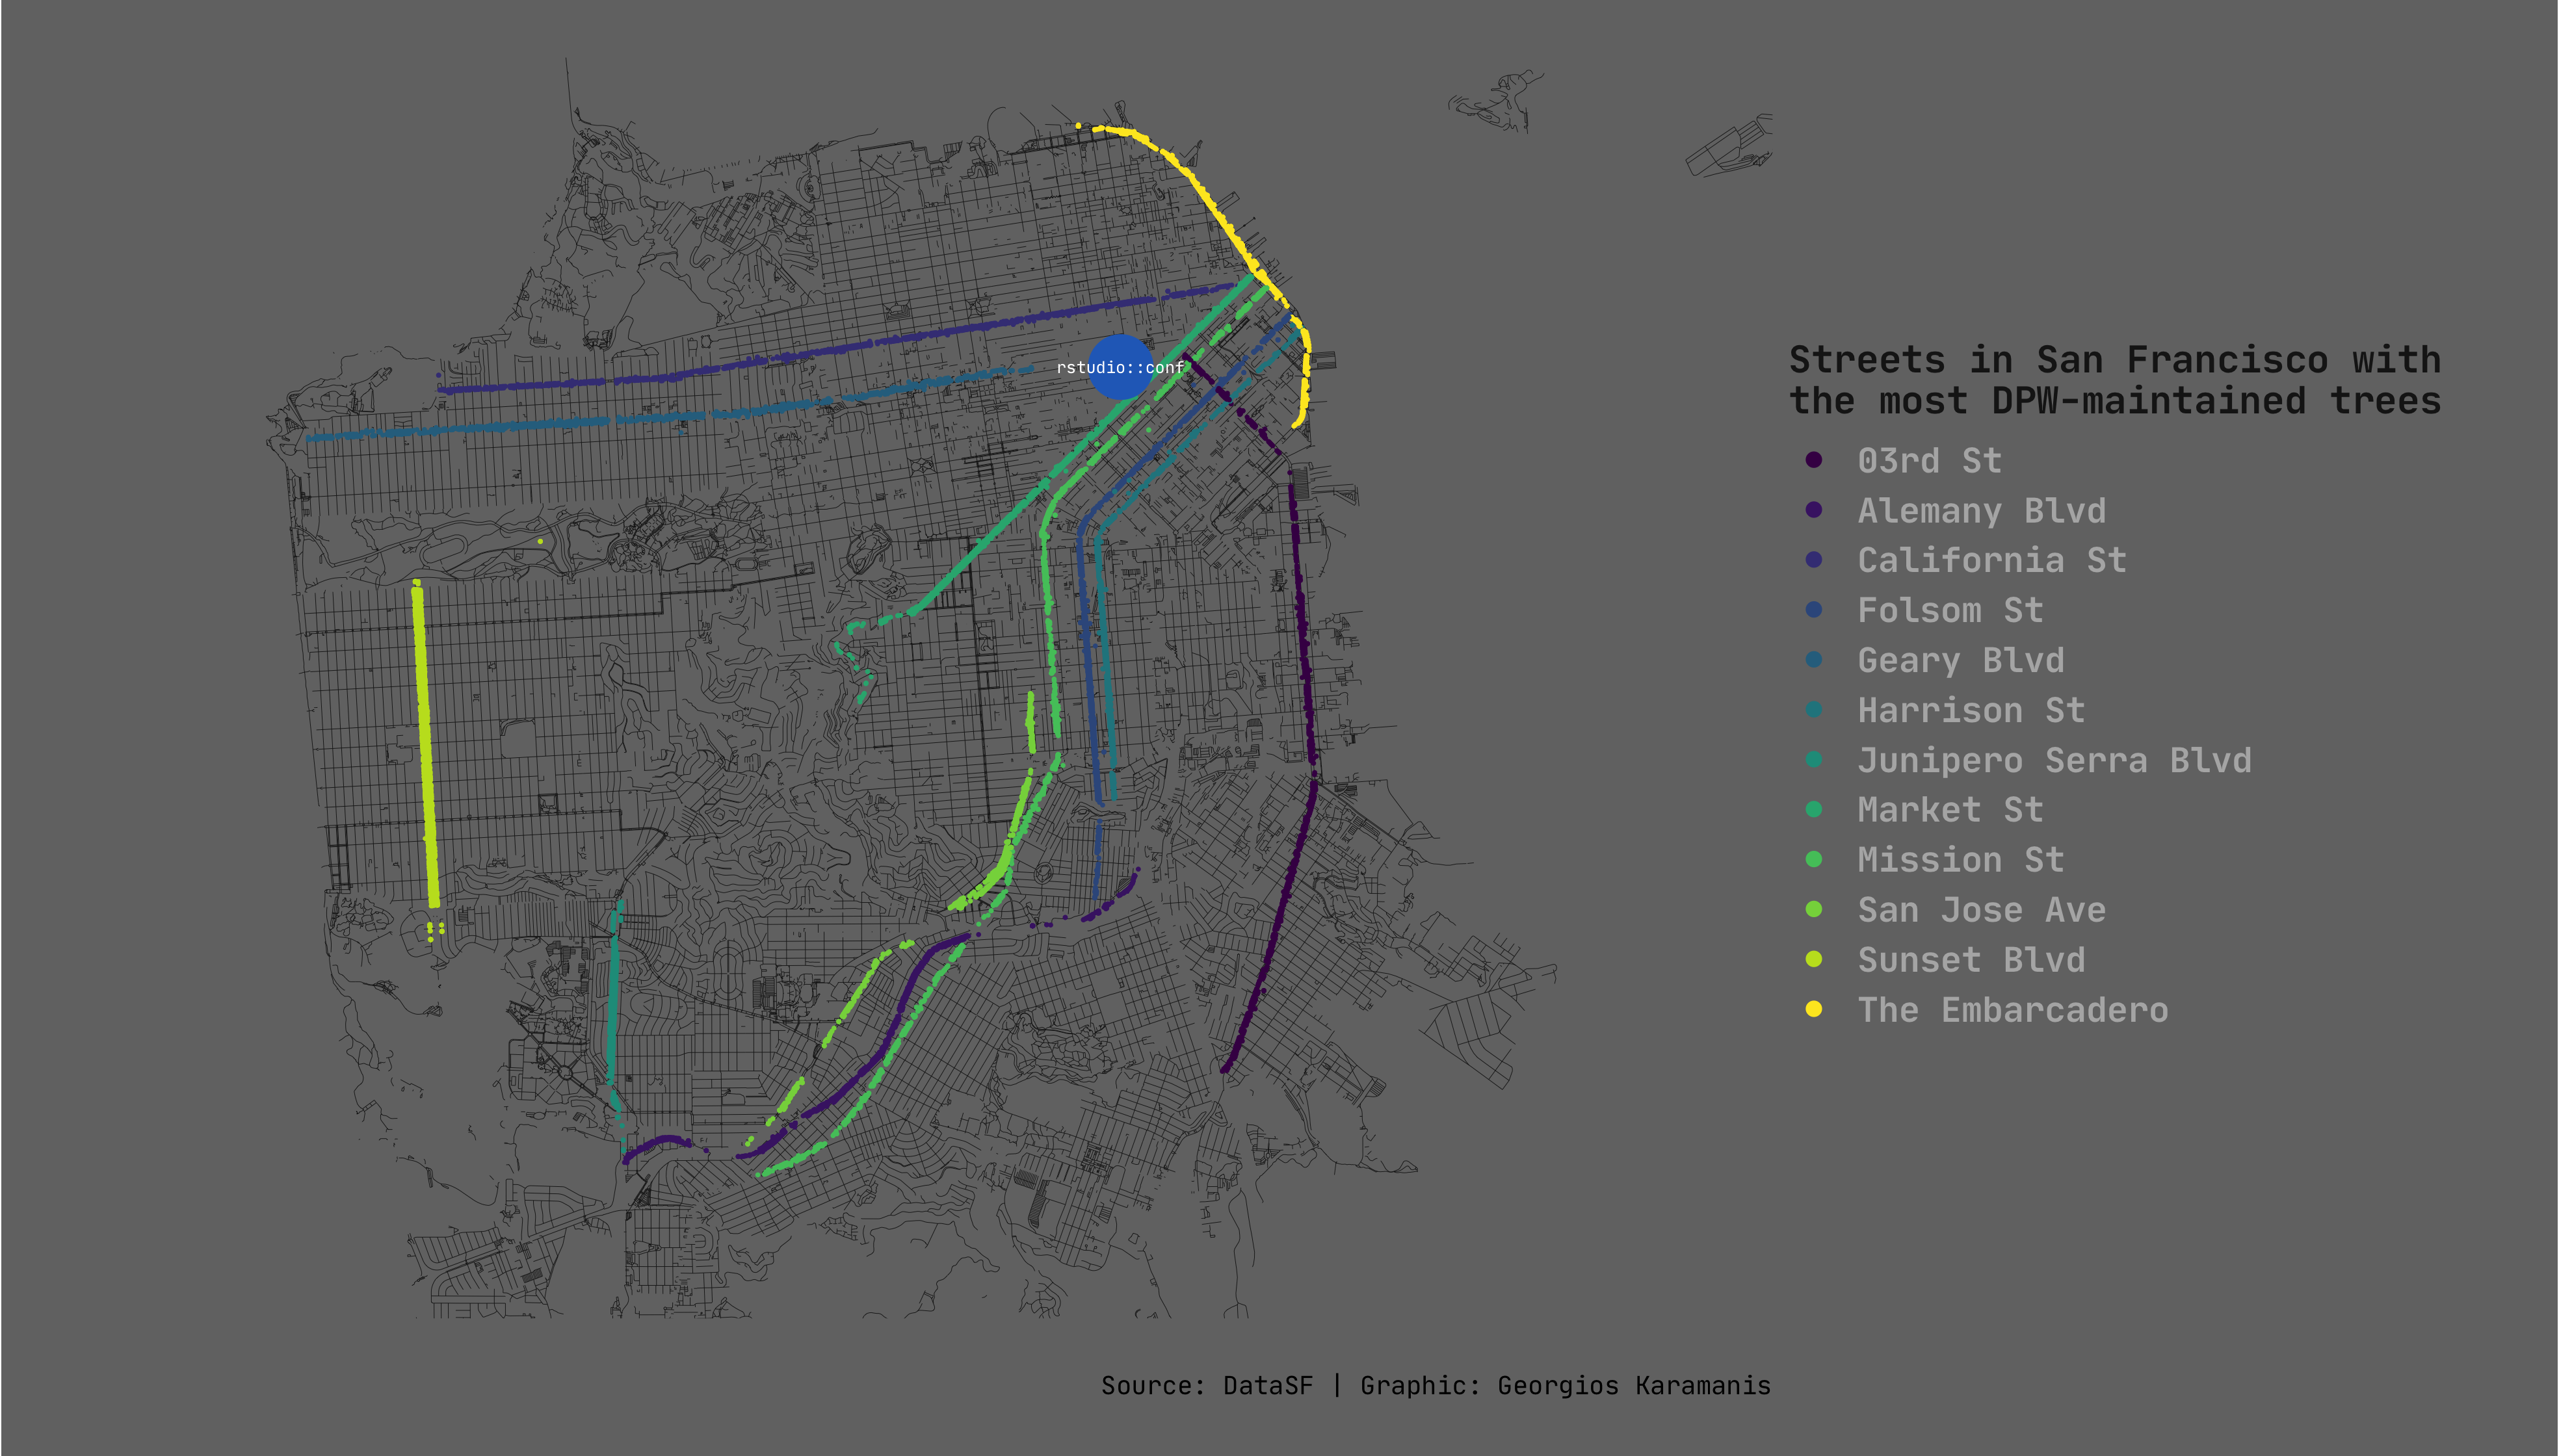 rstudio::conf
Streets in San Francisco with
the most DPW-maintained trees
03rd St
Alemany Blvd
California St
Folsom St
Geary Blvd
Harrison St
Junipero Serra Blvd
Market St
Mission St
San Jose Ave
Sunset Blvd
The Embarcadero
Source: DataSF | Graphic: Georgios Karamanis